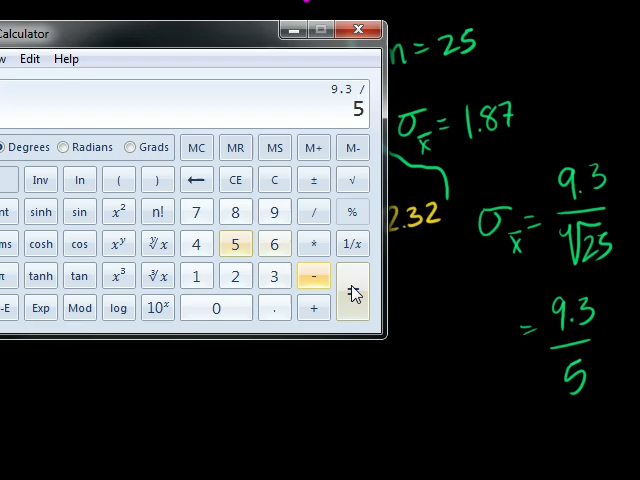 Calculator
Edit Help
9.3 /
5
Degrees Radians Grads MC MR MS M+ M-
Inv ln ( ) ← CE C ± √
sinh sin x² n! 7 8 9 / %
cosh cos xʸ ʸ√x 4 5 6 * 1/x
π tanh tan x³ ³√x 1 2 3 - =
-E Exp Mod log 10ˣ 0 . +
n = 25
σx̄ = 1.87
2.32
σx̄ = 9.3 / √25
= 9.3 / 5